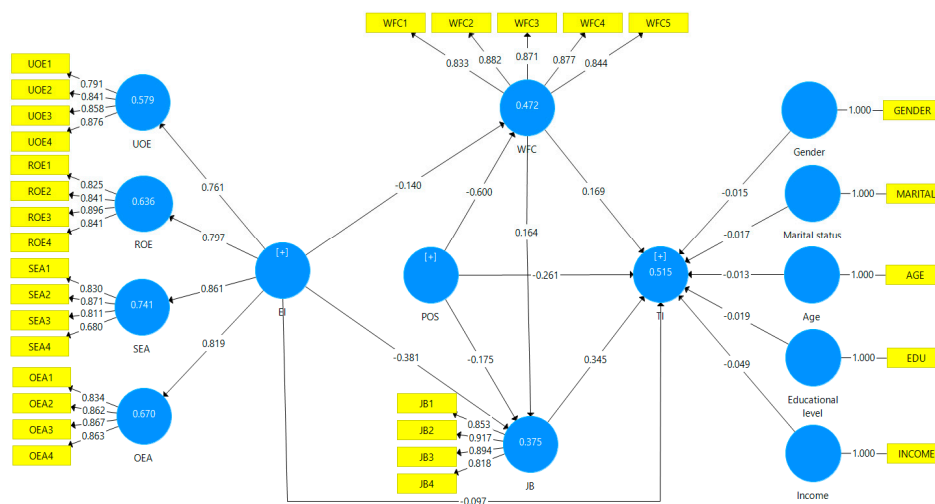 WFC1 WFC2 WFC3 WFC4 WFC5
0.833 0.882 0.871 0.877 0.844
0.472
WFC
UOE1
UOE2
UOE3
UOE4
0.791
0.841
0.858
0.876
0.579
UOE
ROE1
ROE2
ROE3
ROE4
0.825
0.841
0.896
0.841
0.636
ROE
SEA1
SEA2
SEA3
SEA4
0.830
0.871
0.811
0.680
0.741
SEA
OEA1
OEA2
OEA3
OEA4
0.834
0.862
0.867
0.863
0.670
OEA
0.761
0.797
0.861
0.819
[+]
EI
-0.140
-0.600
0.169
0.164
[+]
POS
-0.261
-0.381
-0.175
0.345
-0.097
JB1
JB2
JB3
JB4
0.853
0.917
0.894
0.818
0.375
JB
[+]
0.515
TI
-0.015
-0.017
-0.013
-0.019
-0.049
Gender
1.000
GENDER
Marital status
1.000
MARITAL
Age
1.000
AGE
Educational
level
1.000
EDU
Income
1.000
INCOME